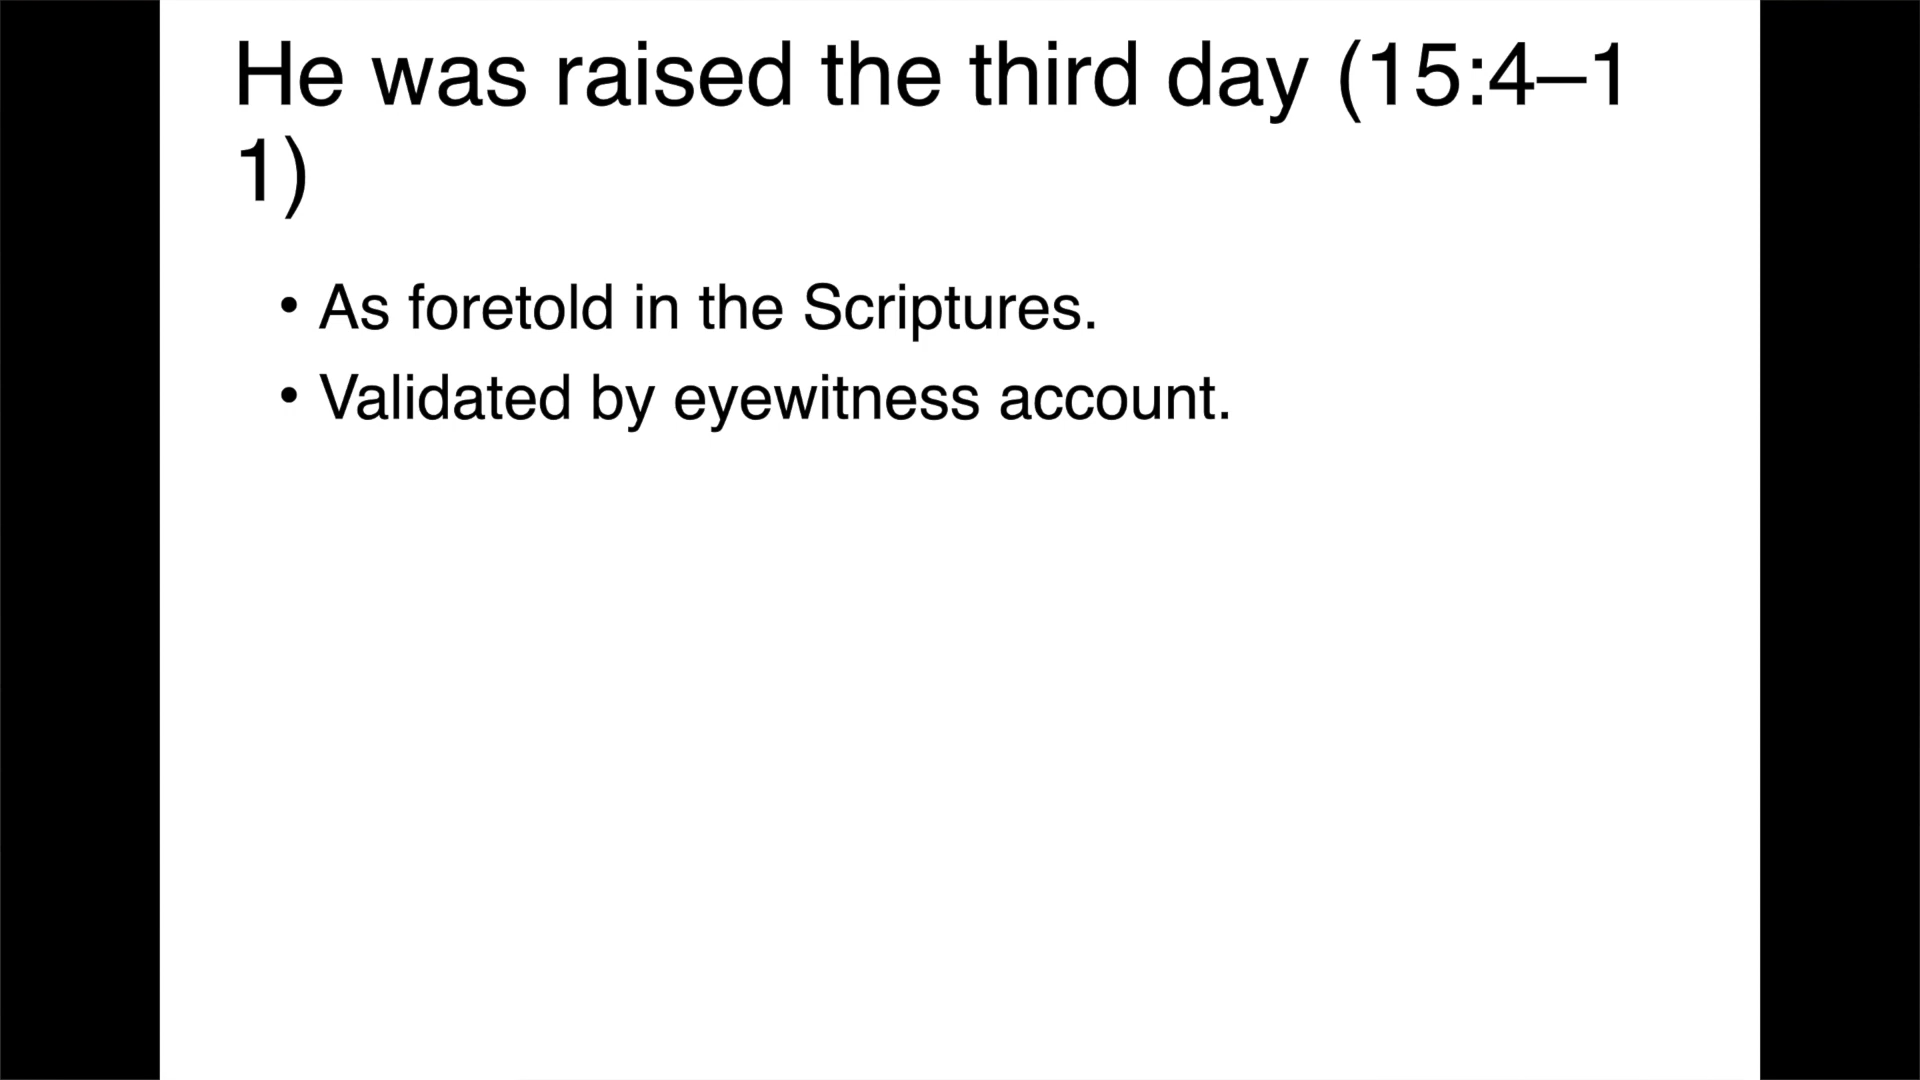 He was raised the third day (15:4–1
1)
• As foretold in the Scriptures.
• Validated by eyewitness account.